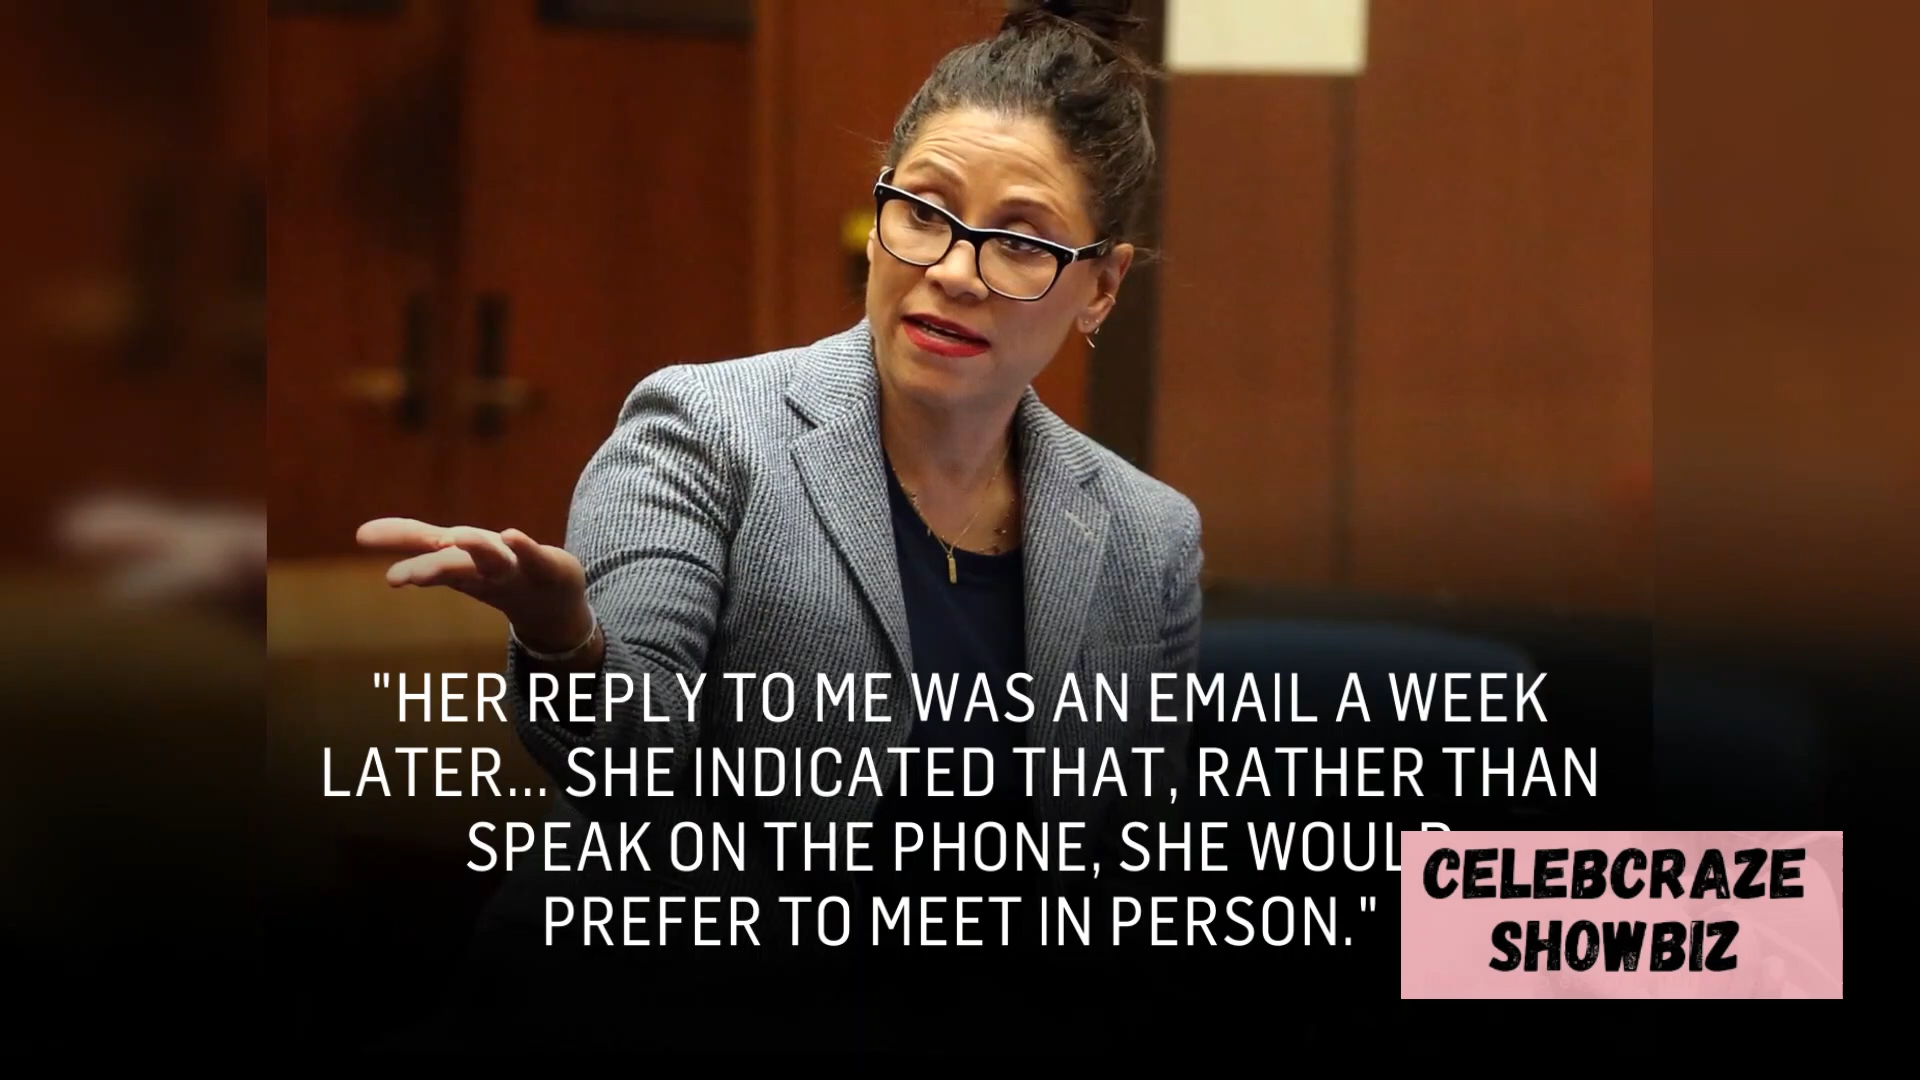 "HER REPLY TO ME WAS AN EMAIL A WEEK
LATER... SHE INDICATED THAT, RATHER THAN
SPEAK ON THE PHONE, SHE WOULD
PREFER TO MEET IN PERSON."
CELEBCRAZE
SHOWBIZ